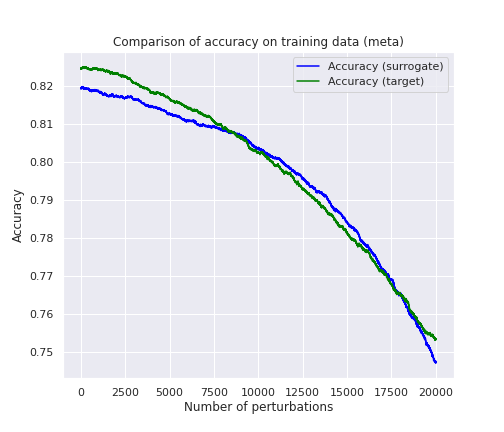 Comparison of accuracy on training data (meta)
Accuracy (surrogate)
Accuracy (target)
Accuracy
0.82
0.81
0.80
0.79
0.78
0.77
0.76
0.75
0 2500 5000 7500 10000 12500 15000 17500 20000
Number of perturbations